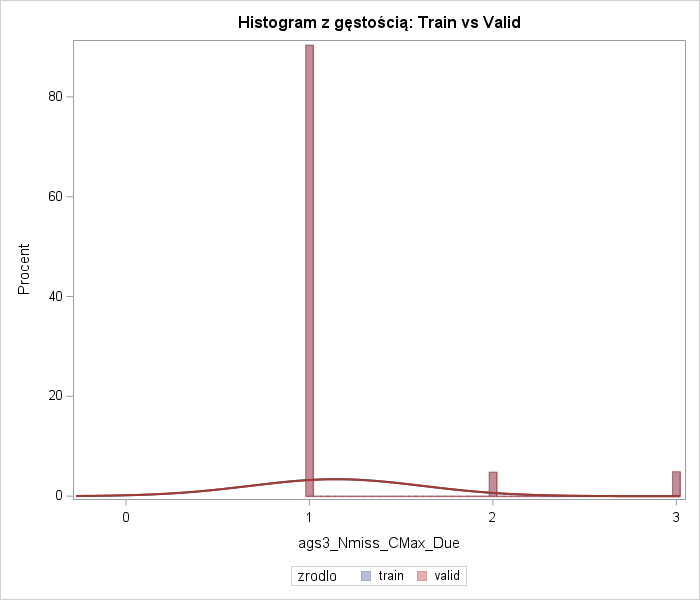 Histogram z gęstością: Train vs Valid
80
60
40
20
0
Procent
0 1 2 3
ags3_Nmiss_CMax_Due
zrodlo train valid